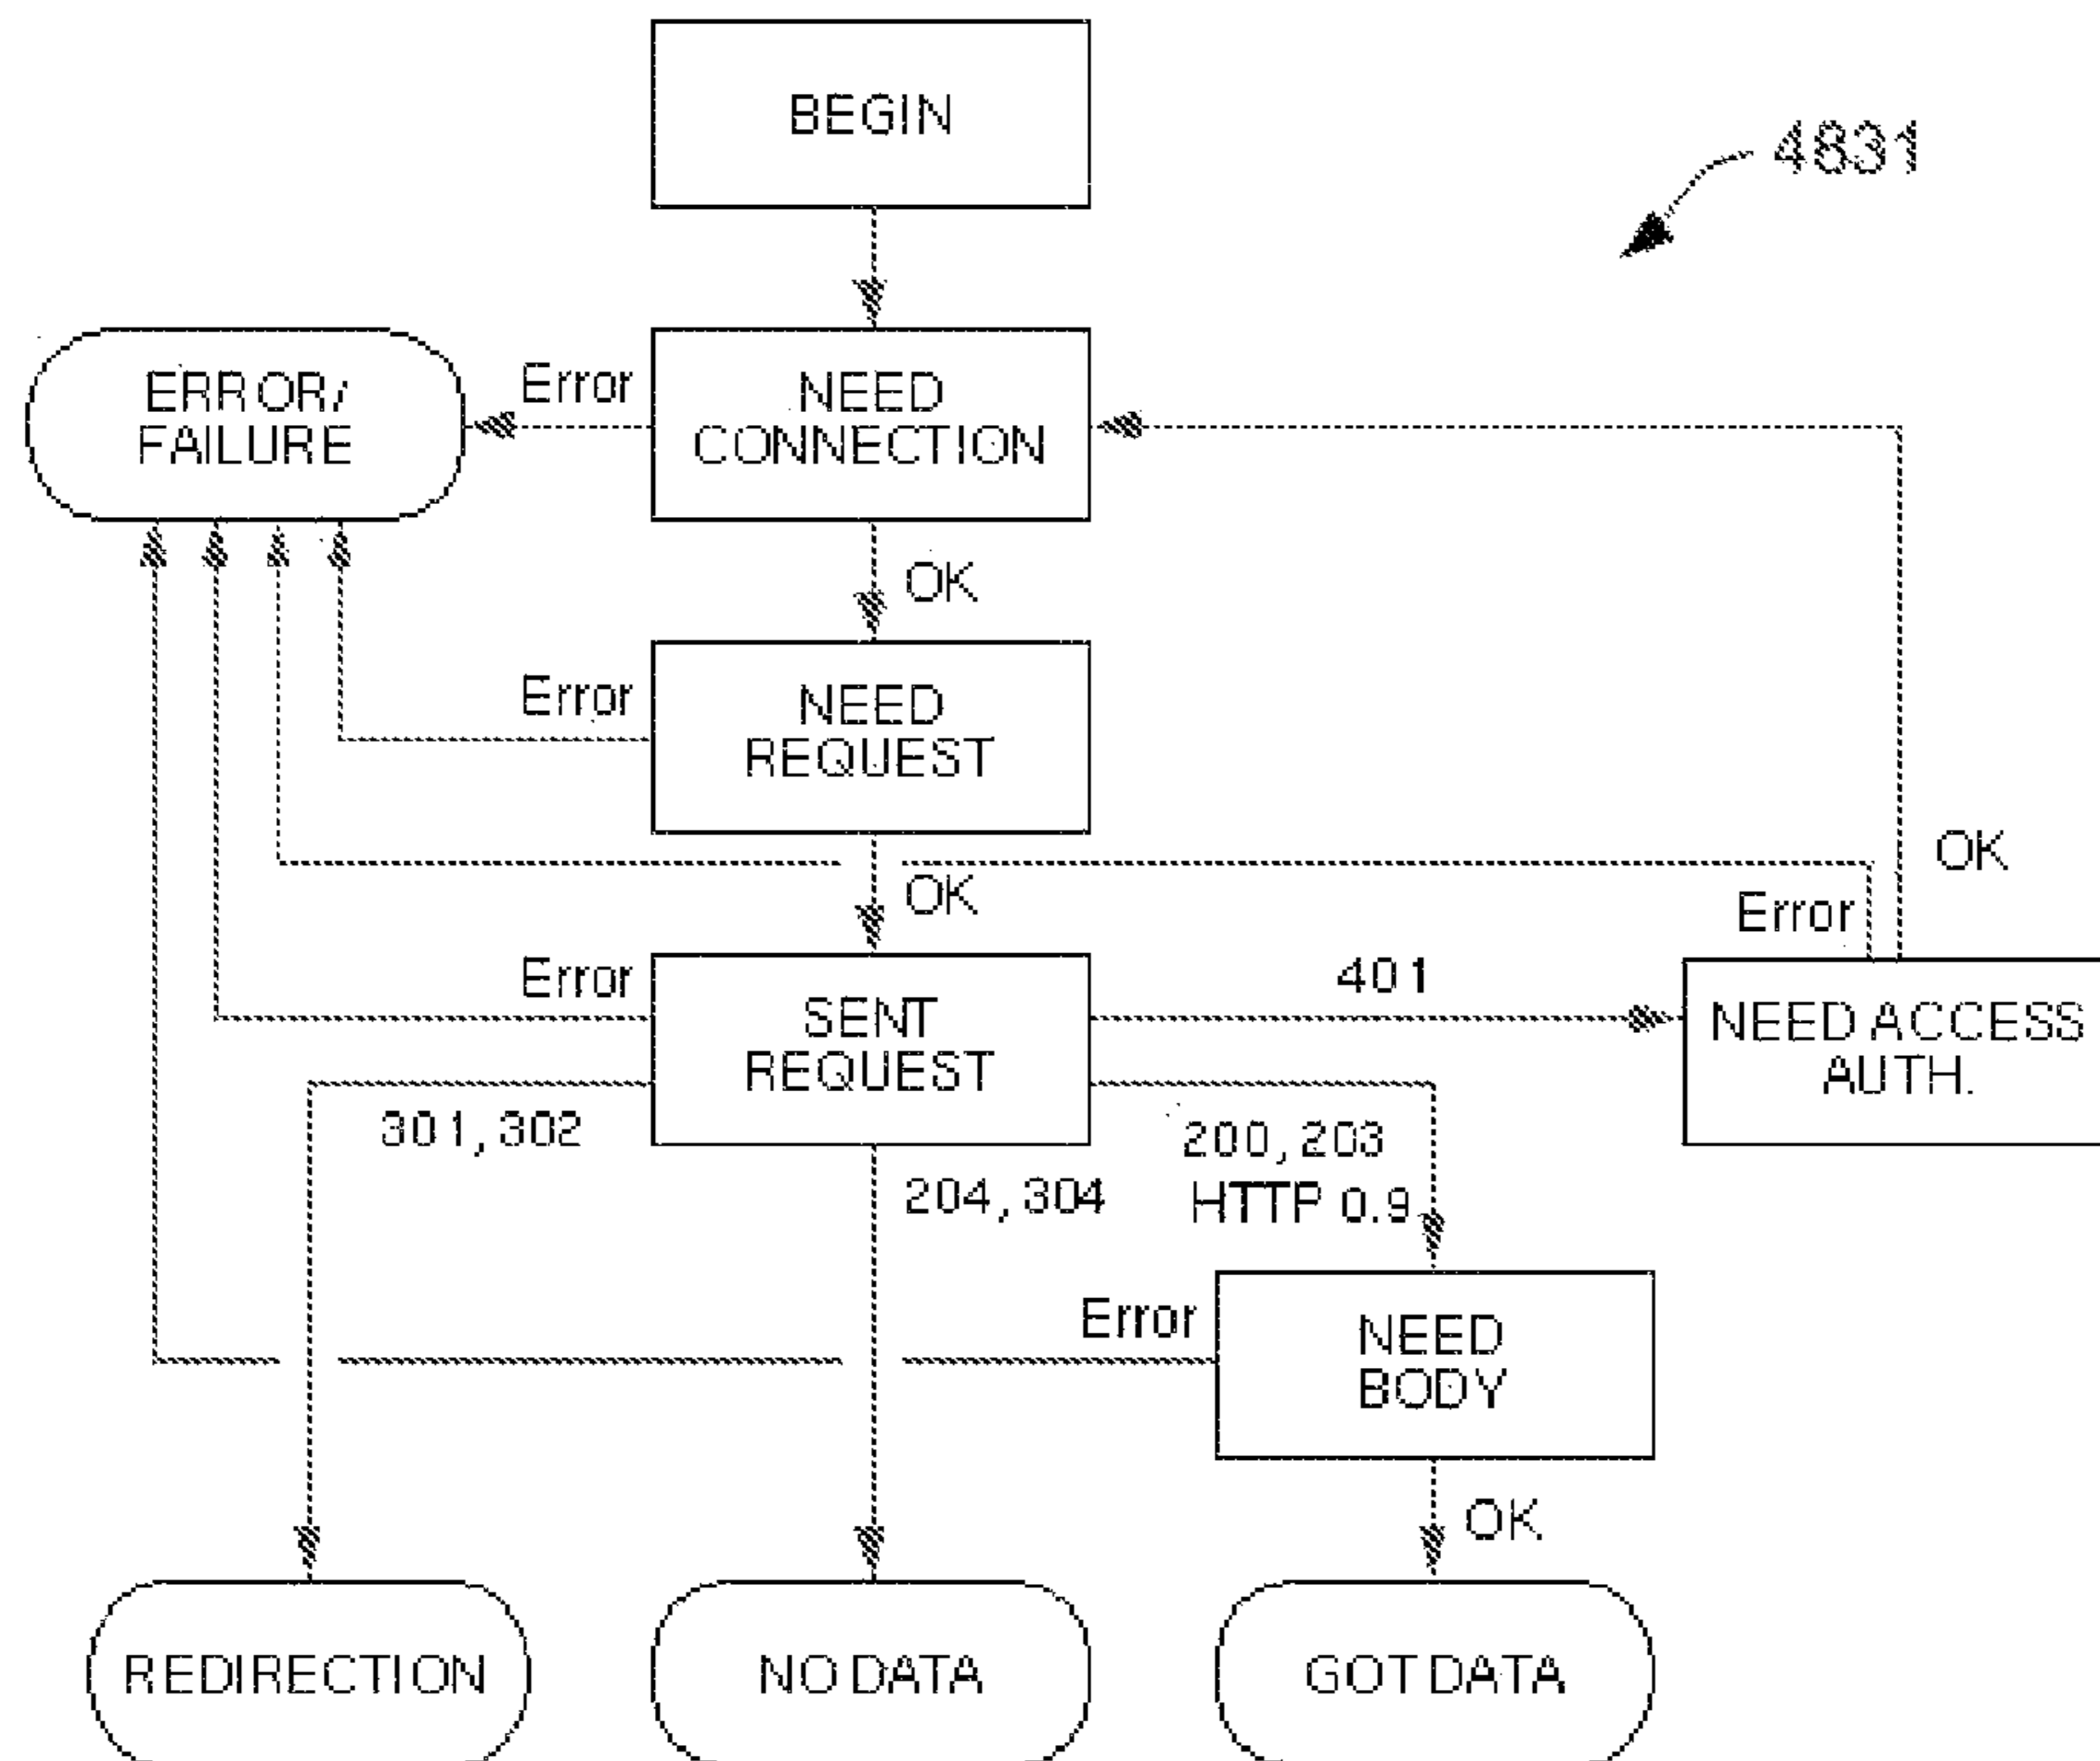 BEGIN
4831
ERROR/
FAILURE
Error
NEED
CONNECTION
OK
Error
NEED
REQUEST
OK
OK
Error
Error
SENT
REQUEST
401
NEED ACCESS
AUTH.
301, 302
204, 304
200, 203
HTTP 0.9
Error
NEED
BODY
OK
REDIRECTION
NO DATA
GOT DATA